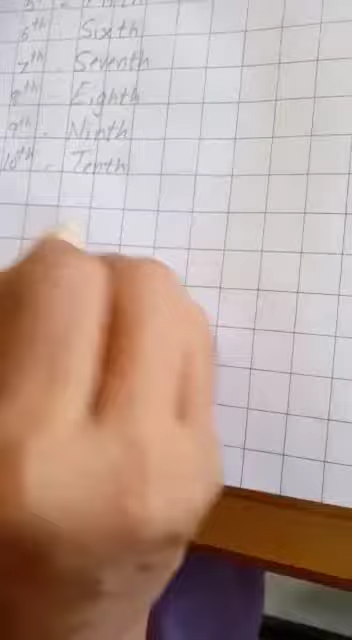 6th - Sixth
7th - Seventh
8th - Eighth
9th - Ninth
10th - Tenth